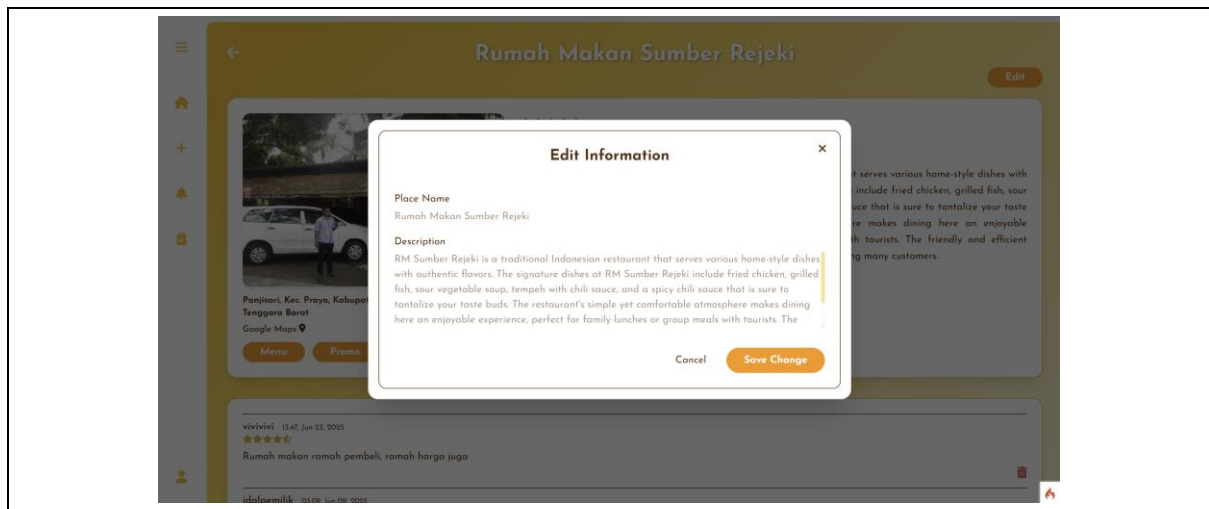 Rumah Makan Sumber Rejeki
Edit
Edit Information
×
Place Name
Rumah Makan Sumber Rejeki
Description
RM Sumber Rejeki is a traditional Indonesian restaurant that serves various home-style dishes
with authentic flavors. The signature dishes at RM Sumber Rejeki include fried chicken, grilled
fish, sour vegetable soup, tempeh with chili sauce, and a spicy chili sauce that is sure to
tantalize your taste buds. The restaurant's simple yet comfortable atmosphere makes dining
here an enjoyable experience, perfect for family lunches or group meals with tourists. The
Cancel
Save Change
t serves various home-style dishes with
include fried chicken, grilled fish, sour
uce that is sure to tantalize your taste
re makes dining here an enjoyable
th tourists. The friendly and efficient
ng many customers.
Panjisari, Kec. Praya, Kabupat
Tenggara Barat
Google Maps
Menu
Promo
vivivivi 15:47, Jun 23, 2025
Rumah makan ramah pembeli, ramah harga juga
idalpemilik 03:09, Jun 09, 2025